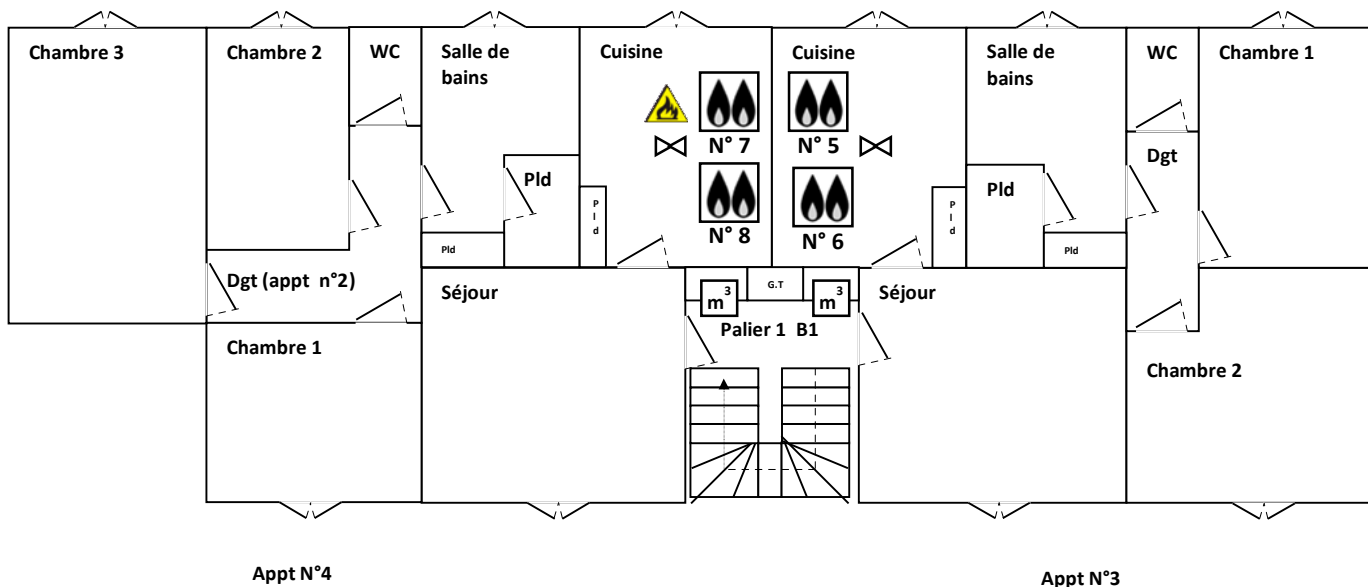 Chambre 3
Chambre 2
WC
Salle de
bains
Cuisine
Cuisine
Salle de
bains
WC
Chambre 1
N° 7
N° 5
Dgt
Pld
Pld
Pld
Pld
N° 8
N° 6
Pld
Pld
Dgt (appt n°2)
Séjour
m³
G.T
m³
Séjour
Palier 1 B1
Chambre 1
Chambre 2
Appt N°4
Appt N°3